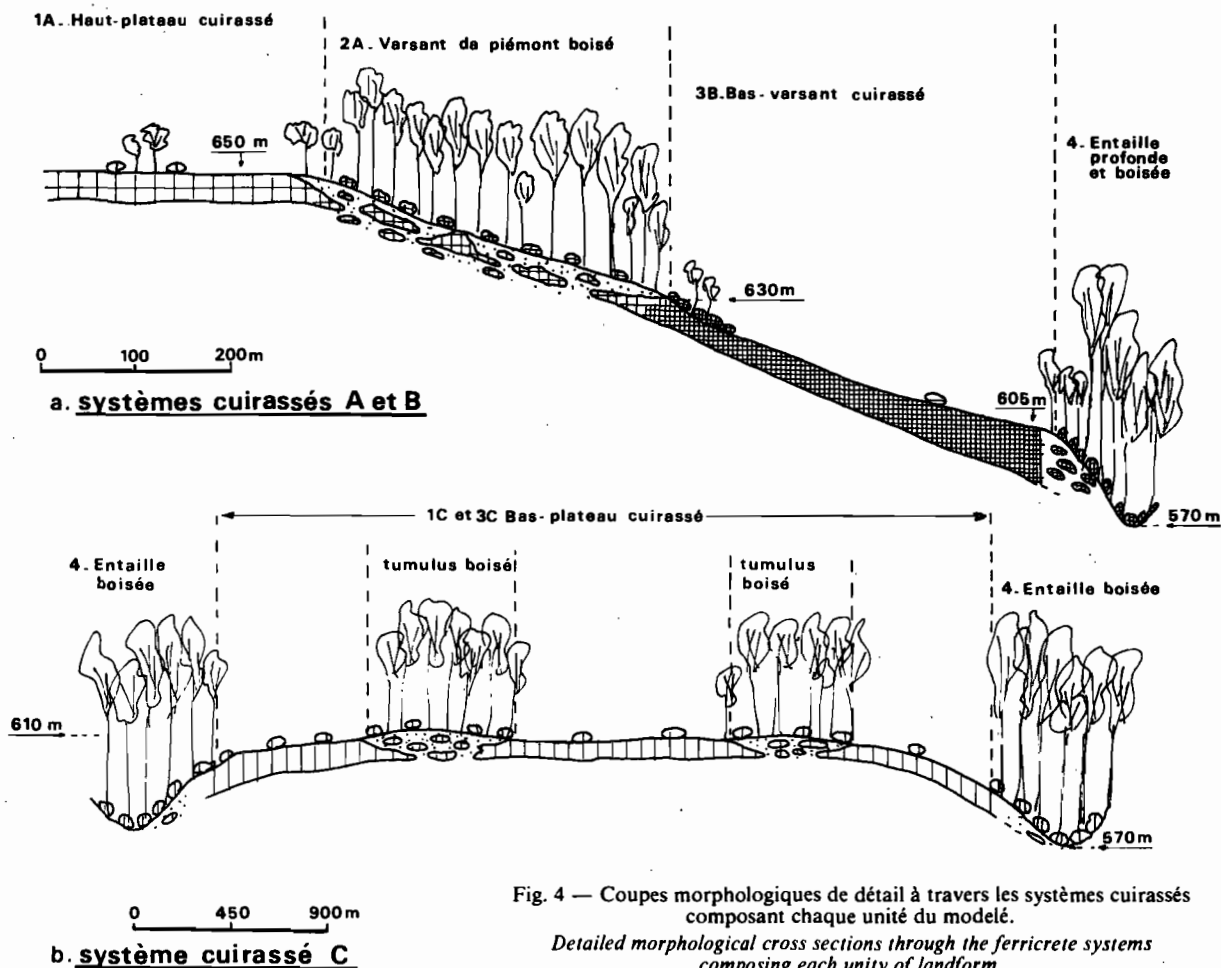 1A. Haut-plataau cuirassé
2A. Varsant da piémont boisé
3B. Bas-varsant cuirassé
4. Entaille
profonde
et boisée
650 m
630m
605m
570m
0 100 200m
a. systèmes cuirassés A et B
1C et 3C Bas-plateau cuirassé
4. Entaille
boisée
tumulus boisé
tumulus
boisé
4. Entaille boisée
610 m
570m
0 450 900m
b. système cuirassé C
Fig. 4 — Coupes morphologiques de détail à travers les systèmes cuirassés
composant chaque unité du modelé.
Detailed morphological cross sections through the ferricrete systems
composing each unity of landform